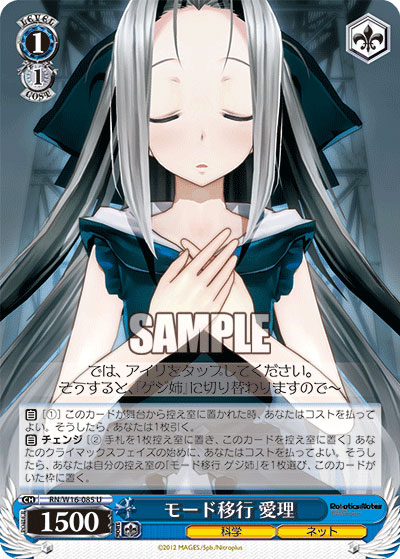 LEVEL
1
1
COST
SAMPLE
では、アイリをタップしてください。
そうすると、「ゲジ姉」に切り替わりますので〜
自 [①] このカードが舞台から控え室に置かれた時、あなたはコストを払って
よい。そうしたら、あなたは1枚引く。
自 チェンジ [② 手札を1枚控え室に置き、このカードを控え室に置く] あな
たのクライマックスフェイズの始めに、あなたはコストを払ってよい。そうした
ら、あなたは自分の控え室の「モード移行 ゲジ姉」を1枚選び、このカード
がいた枠に置く。
CH RN/W16-085 U
1500
モード移行 愛理
Robotics;Notes
科学
ネット
©2012 MAGES./5pb./Nitroplus